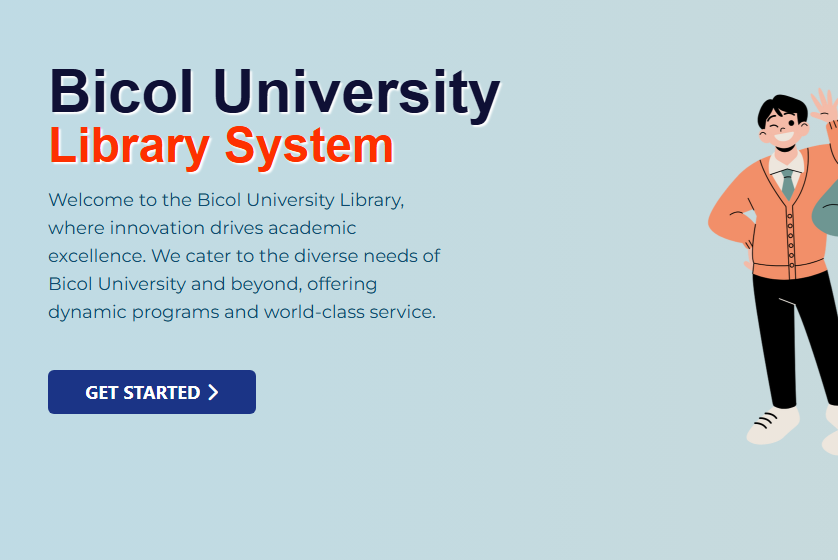 Bicol University
Library System
Welcome to the Bicol University Library,
where innovation drives academic
excellence. We cater to the diverse needs of
Bicol University and beyond, offering
dynamic programs and world-class service.
GET STARTED